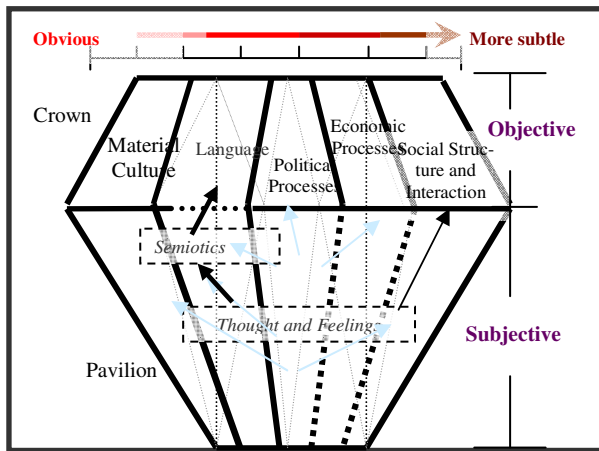 Obvious
More subtle
Crown
Material
Culture
Language
Political
Processes
Economic
Processes
Social Struc-
ture and
Interaction
Objective
Semiotics
Thought and Feelings
Subjective
Pavilion